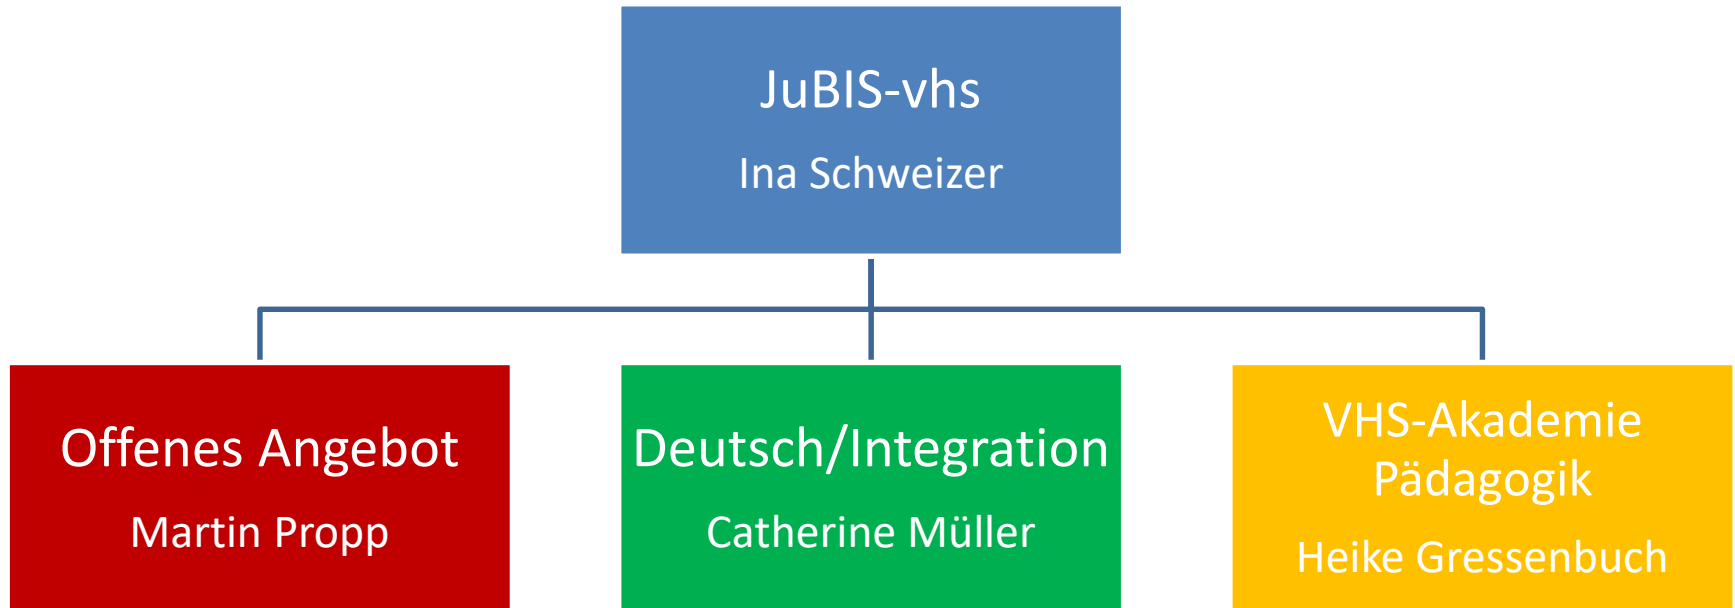 JuBIS-vhs
Ina Schweizer
Offenes Angebot
Martin Propp
Deutsch/Integration
Catherine Müller
VHS-Akademie
Pädagogik
Heike Gressenbuch